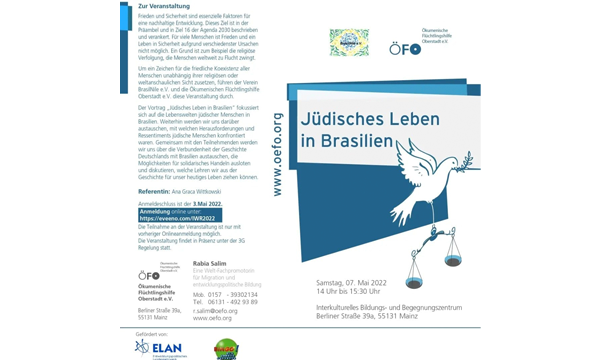 Zur Veranstaltung
Frieden und Sicherheit sind essenzielle Faktoren für
eine nachhaltige Entwicklung. Dieses Ziel ist in der
Präambel und in Ziel 16 der Agenda 2030 beschrieben
und verankert. Für viele Menschen ist Frieden und ein
Leben in Sicherheit aufgrund verschiedenster Ursachen
nicht möglich. Ein Grund ist zum Beispiel die religiöse
Verfolgung, die Menschen weltweit zu Flucht zwingt.
Um ein Zeichen für die friedliche Koexistenz aller
Menschen unabhängig ihrer religiösen oder
weltanschaulichen Sicht zusetzen, führen der Verein
BrasilNile e.V. und die Ökumenischen Flüchtlingshilfe
Oberstadt e.V. diese Veranstaltung durch.
Der Vortrag „Jüdisches Leben in Brasilien" fokussiert
sich auf die Lebenswelten jüdischer Menschen in
Brasilien. Weiterhin werden wir uns darüber
austauschen, mit welchen Herausforderungen und
Ressentiments jüdische Menschen konfrontiert
waren. Gemeinsam mit den Teilnehmenden werden
wir uns über die Verbundenheit der Geschichte
Deutschlands mit Brasilien austauschen, die
Möglichkeiten für solidarisches Handeln ausloten
und diskutieren, welche Lehren wir aus der
Geschichte für unser heutiges Leben ziehen können.
Referentin: Ana Graca Wittkowski
Anmeldeschluss ist der 3.Mai 2022.
Anmeldung online unter:
https://eveeno.com/IWR2022
Die Teilnahme an der Veranstaltung ist nur mit
vorheriger Onlineanmeldung möglich.
Die Veranstaltung findet in Präsenz unter der 3G
Regelung statt.
ÖFO
Ökumenische
Flüchtlingshilfe
Oberstadt e.V.
Ökumenische
Flüchtlingshilfe
Oberstadt e.V.
Berliner Straße 39a,
55131 Mainz
Rabia Salim
Eine Welt-Fachpromotorin
für Migration und
entwicklungspolitische Bildung
Mob. 0157 - 39302134
Tel. 06131 - 492 93 89
r.salim@oefo.org
www.oefo.org
Gefördert von:
ELAN
ÖFO
Ökumenische
Flüchtlingshilfe
Oberstadt e.V.
www.oefo.org
Jüdisches Leben
in Brasilien
Samstag, 07. Mai 2022
14 Uhr bis 15:30 Uhr
Interkulturelles Bildungs- und Begegnungszentrum
Berliner Straße 39a, 55131 Mainz